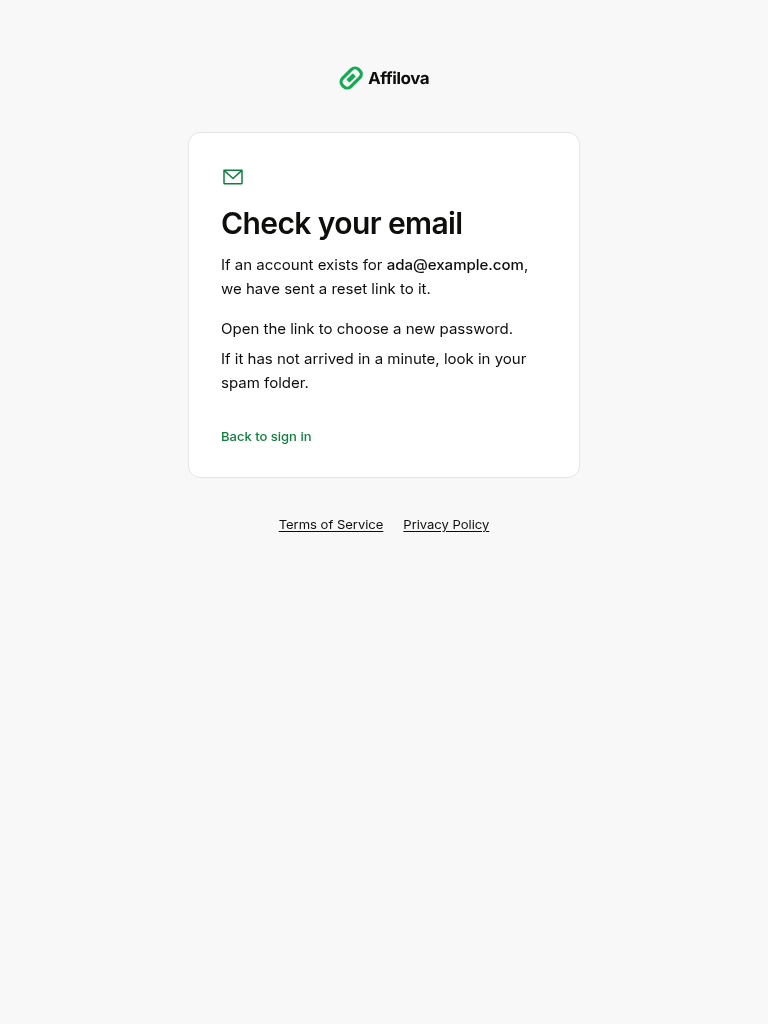 Affilova
Check your email
If an account exists for ada@example.com,
we have sent a reset link to it.
Open the link to choose a new password.
If it has not arrived in a minute, look in your
spam folder.
Back to sign in
Terms of Service Privacy Policy